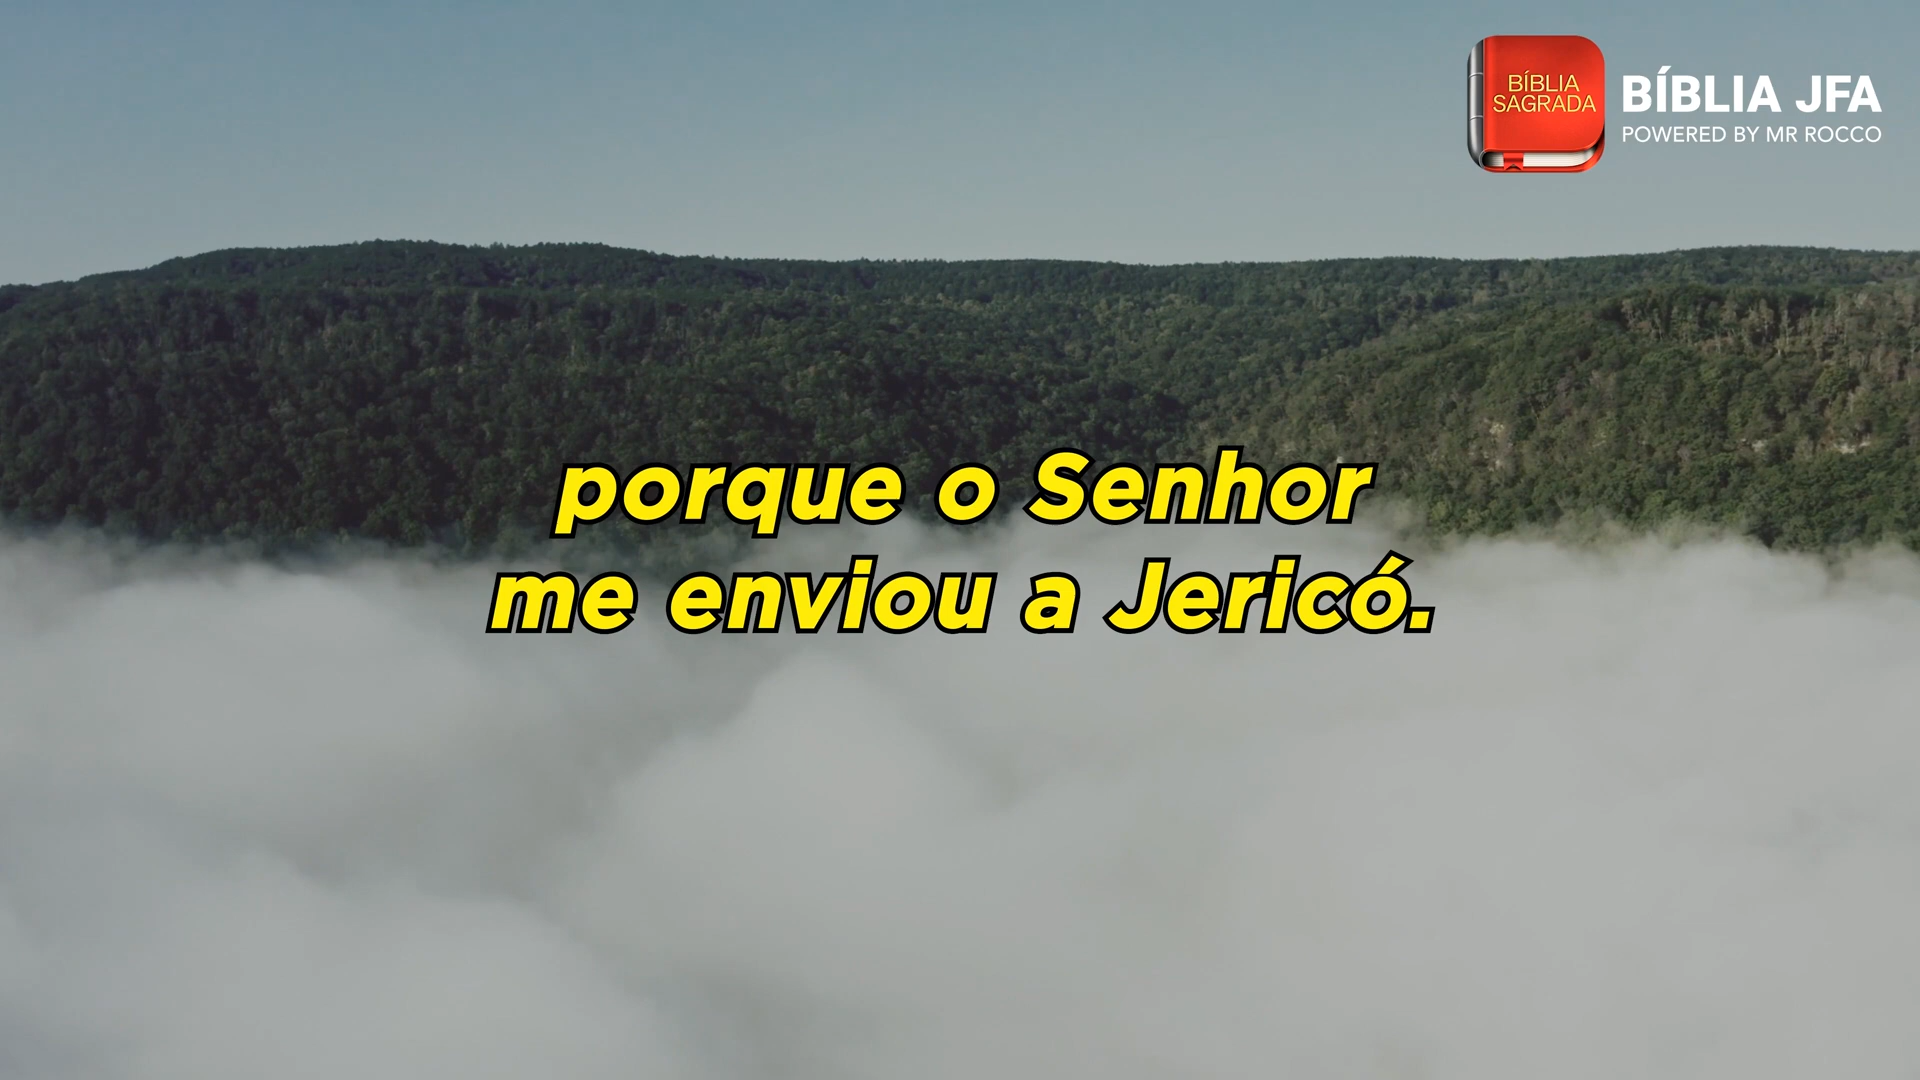 BÍBLIA
SAGRADA
BÍBLIA JFA
POWERED BY MR ROCCO
porque o Senhor
me enviou a Jericó.